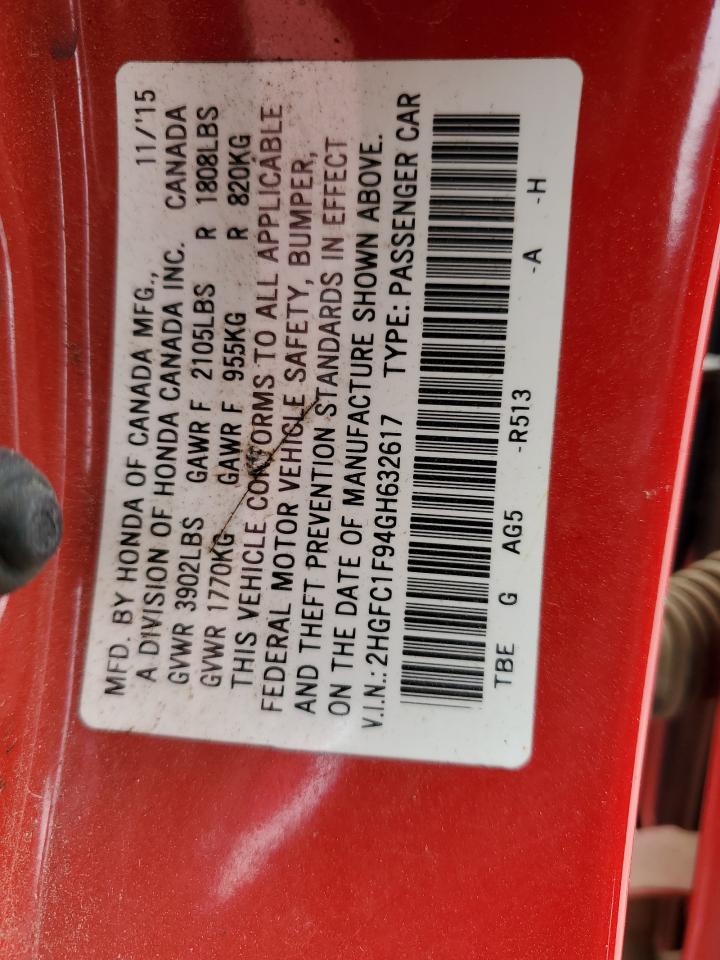 MFD. BY HONDA OF CANADA MFG., 11/'15
A DIVISION OF HONDA CANADA INC. CANADA
GVWR 3902LBS GAWR F 2105LBS R 1808LBS
GVWR 1770KG GAWR F 955KG R 820KG
THIS VEHICLE CONFORMS TO ALL APPLICABLE
FEDERAL MOTOR VEHICLE SAFETY, BUMPER,
AND THEFT PREVENTION STANDARDS IN EFFECT
ON THE DATE OF MANUFACTURE SHOWN ABOVE.
V.I.N.: 2HGFC1F94GH632617 TYPE: PASSENGER CAR
TBE G AG5 -R513 -A -H